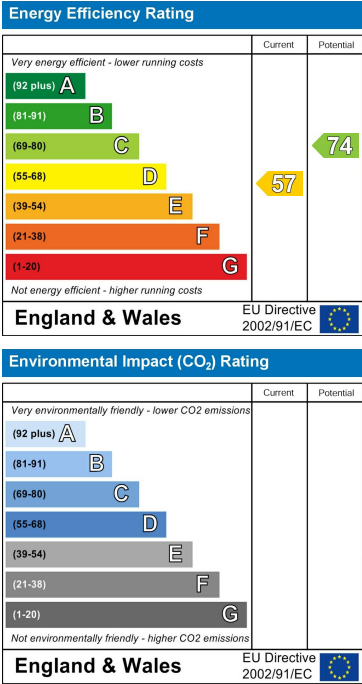 Energy Efficiency Rating
Current Potential
Very energy efficient - lower running costs
(92 plus) A
(81-91) B
(69-80) C
74
(55-68) D
57
(39-54) E
(21-38) F
(1-20) G
Not energy efficient - higher running costs
England & Wales
EU Directive
2002/91/EC
Environmental Impact (CO₂) Rating
Current Potential
Very environmentally friendly - lower CO2 emissions
(92 plus) A
(81-91) B
(69-80) C
(55-68) D
(39-54) E
(21-38) F
(1-20) G
Not environmentally friendly - higher CO2 emissions
England & Wales
EU Directive
2002/91/EC